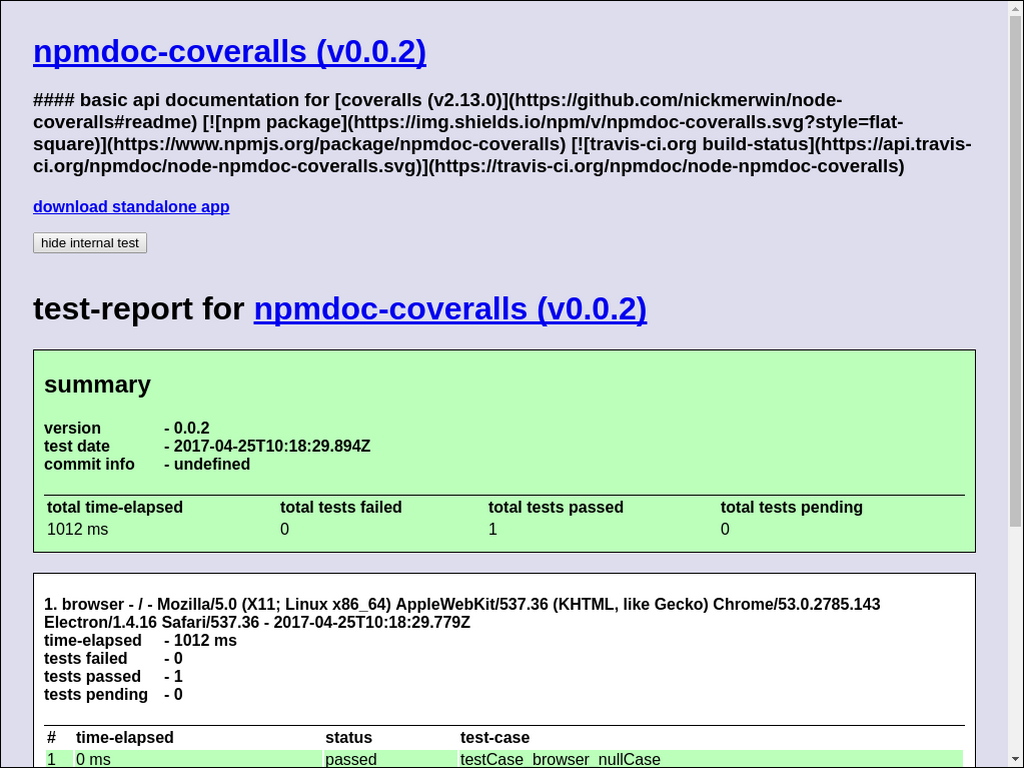 npmdoc-coveralls (v0.0.2)
#### basic api documentation for [coveralls (v2.13.0)](https://github.com/nickmerwin/node-
coveralls#readme) [![npm package](https://img.shields.io/npm/v/npmdoc-coveralls.svg?style=flat-
square)](https://www.npmjs.org/package/npmdoc-coveralls) [![travis-ci.org build-status](https://api.travis-
ci.org/npmdoc/node-npmdoc-coveralls.svg)](https://travis-ci.org/npmdoc/node-npmdoc-coveralls)
download standalone app
hide internal test
test-report for npmdoc-coveralls (v0.0.2)
summary
version - 0.0.2
test date - 2017-04-25T10:18:29.894Z
commit info - undefined
total time-elapsed total tests failed total tests passed total tests pending
1012 ms 0 1 0
1. browser - / - Mozilla/5.0 (X11; Linux x86_64) AppleWebKit/537.36 (KHTML, like Gecko) Chrome/53.0.2785.143
Electron/1.4.16 Safari/537.36 - 2017-04-25T10:18:29.779Z
time-elapsed - 1012 ms
tests failed - 0
tests passed - 1
tests pending - 0
# time-elapsed status test-case
1 0 ms passed testCase_browser_nullCase